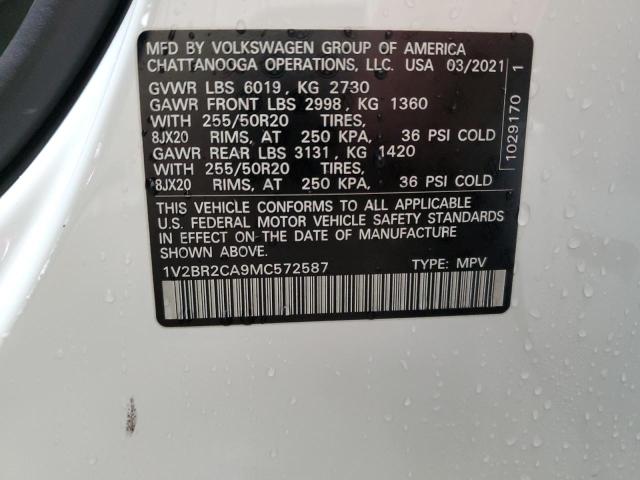 MFD BY VOLKSWAGEN GROUP OF AMERICA
CHATTANOOGA OPERATIONS, LLC. USA 03/2021
GVWR LBS 6019, KG 2730
GAWR FRONT LBS 2998, KG 1360
WITH 255/50R20 TIRES,
8JX20 RIMS, AT 250 KPA, 36 PSI COLD
GAWR REAR LBS 3131, KG 1420
WITH 255/50R20 TIRES,
8JX20 RIMS, AT 250 KPA, 36 PSI COLD
THIS VEHICLE CONFORMS TO ALL APPLICABLE
U.S. FEDERAL MOTOR VEHICLE SAFETY STANDARDS
IN EFFECT ON THE DATE OF MANUFACTURE
SHOWN ABOVE.
1V2BR2CA9MC572587 TYPE: MPV
1029170 1